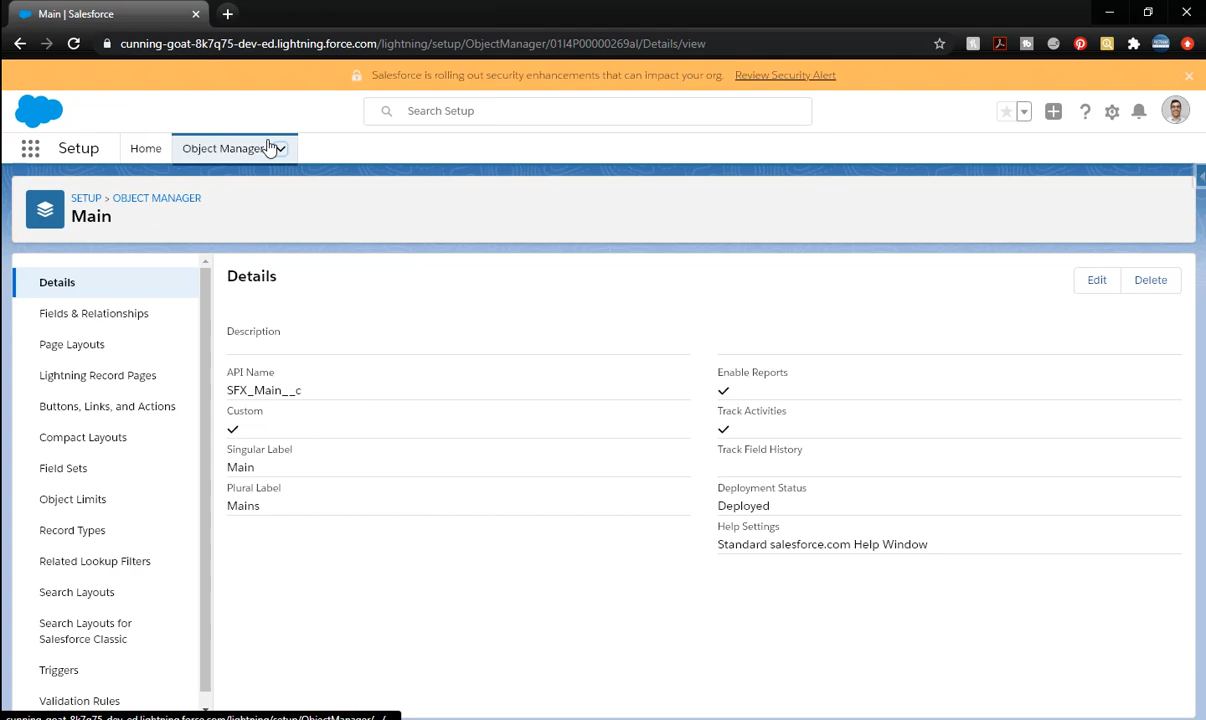 Main | Salesforce
cunning-goat-8k7q75-dev-ed.lightning.force.com/lightning/setup/ObjectManager/01I4P00000269aI/Details/view
Salesforce is rolling out security enhancements that can impact your org. Review Security Alert
Search Setup
Setup
Home
Object Manager
SETUP > OBJECT MANAGER
Main
Details
Fields & Relationships
Page Layouts
Lightning Record Pages
Buttons, Links, and Actions
Compact Layouts
Field Sets
Object Limits
Record Types
Related Lookup Filters
Search Layouts
Search Layouts for
Salesforce Classic
Triggers
Validation Rules
Details
Edit
Delete
Description
API Name
SFX_Main__c
Custom
Singular Label
Main
Plural Label
Mains
Enable Reports
Track Activities
Track Field History
Deployment Status
Deployed
Help Settings
Standard salesforce.com Help Window